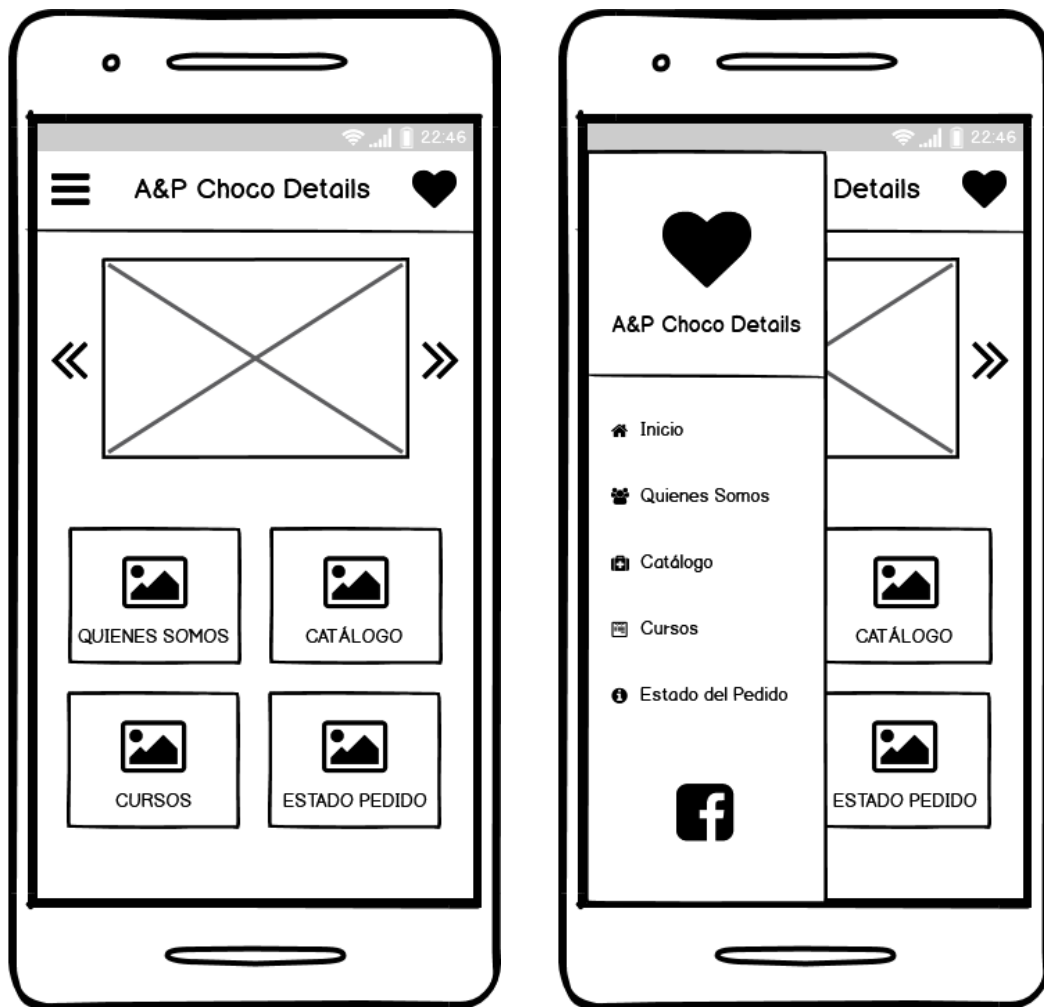 22:46
A&P Choco Details
QUIENES SOMOS
CATÁLOGO
CURSOS
ESTADO PEDIDO
22:46
Details
A&P Choco Details
Inicio
Quienes Somos
Catálogo
Cursos
Estado del Pedido
CATÁLOGO
ESTADO PEDIDO